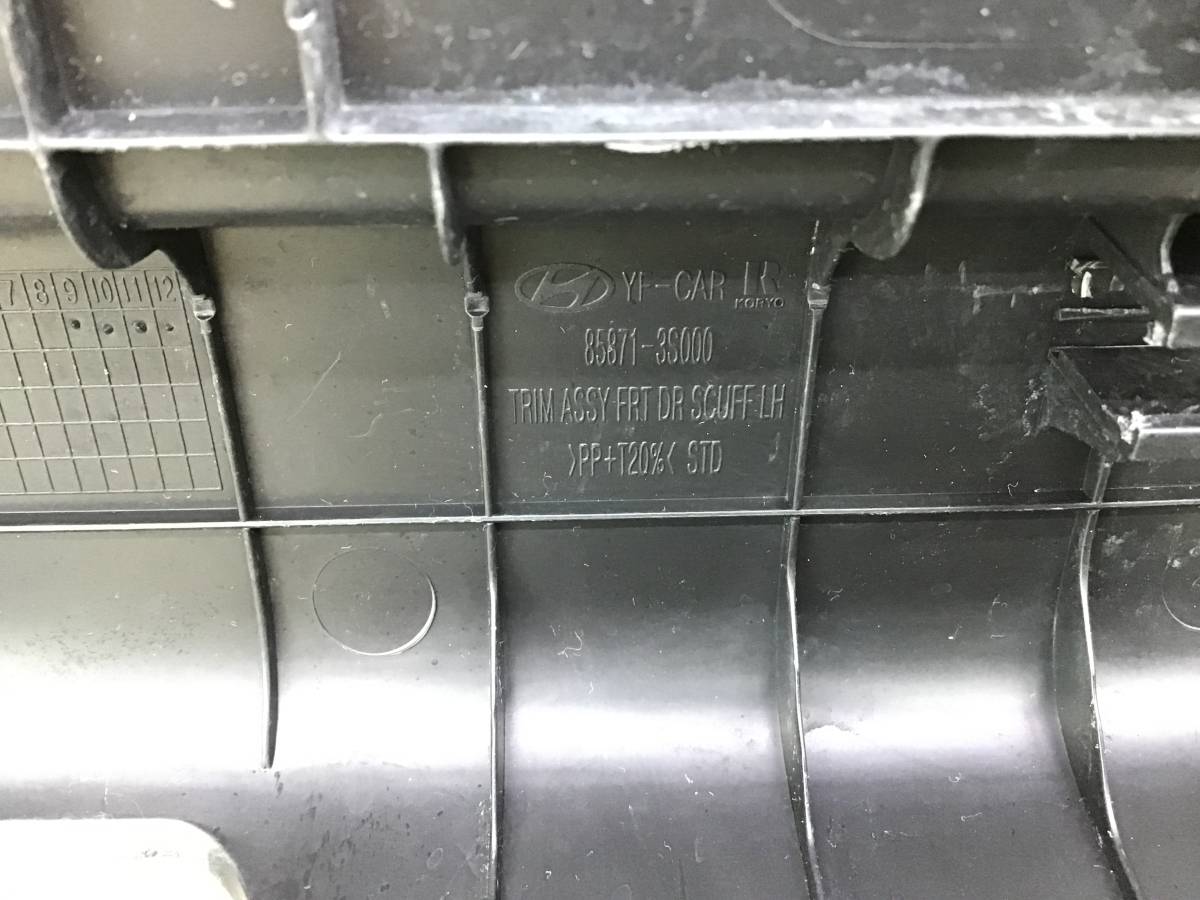 7 8 9 10 11 12
YF-CAR
KORYO
85871-3S000
TRIM ASSY FRT DR SCUFF LH
>PP+T20%< STD